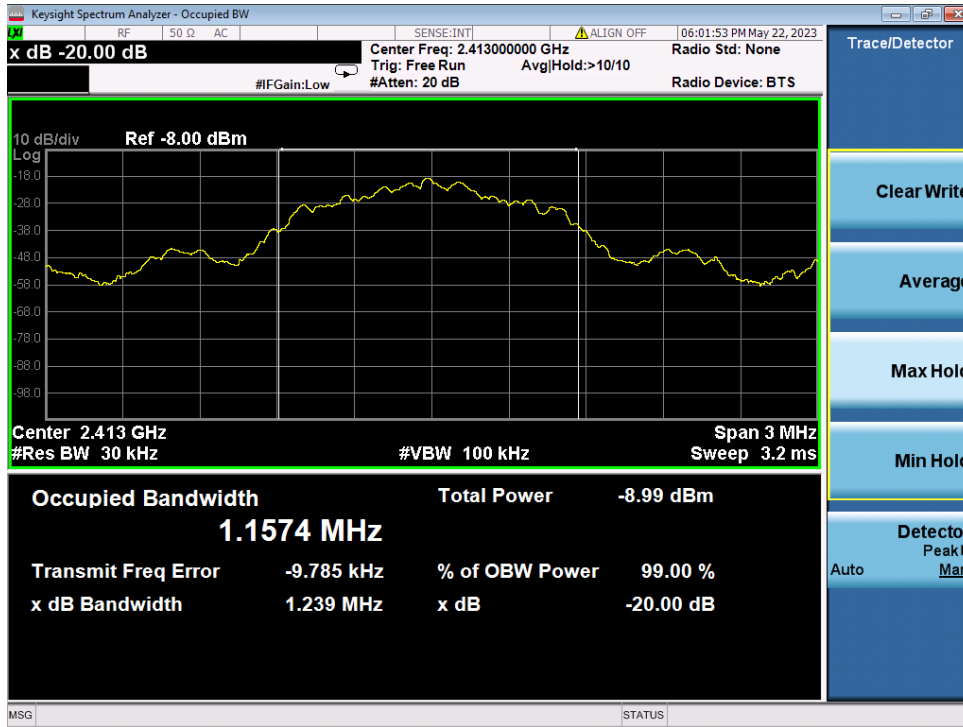 Keysight Spectrum Analyzer - Occupied BW
LXI RF 50 Ω AC SENSE:INT ALIGN OFF 06:01:53 PM May 22, 2023
x dB -20.00 dB
Center Freq: 2.413000000 GHz Radio Std: None
Trig: Free Run Avg|Hold:>10/10
#IFGain:Low #Atten: 20 dB Radio Device: BTS
Trace/Detector
10 dB/div Ref -8.00 dBm
Log
-18.0
-28.0
-38.0
-48.0
-58.0
-68.0
-78.0
-88.0
-98.0
Center 2.413 GHz Span 3 MHz
#Res BW 30 kHz #VBW 100 kHz Sweep 3.2 ms
Occupied Bandwidth Total Power -8.99 dBm
1.1574 MHz
Transmit Freq Error -9.785 kHz % of OBW Power 99.00 %
x dB Bandwidth 1.239 MHz x dB -20.00 dB
Clear Write
Average
Max Hold
Min Hold
Detecto
Peak
Auto Man
MSG STATUS